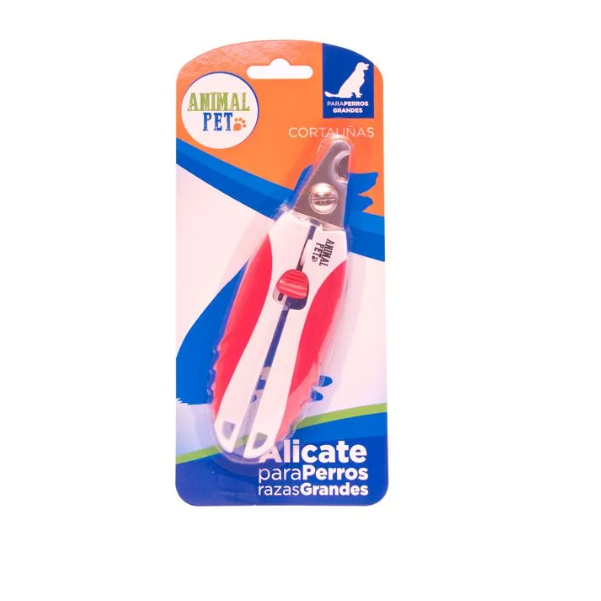 ANIMAL
PET
PARA PERROS
GRANDES
CORTAUÑAS
ANIMAL
PET
Alicate
para Perros
razas Grandes